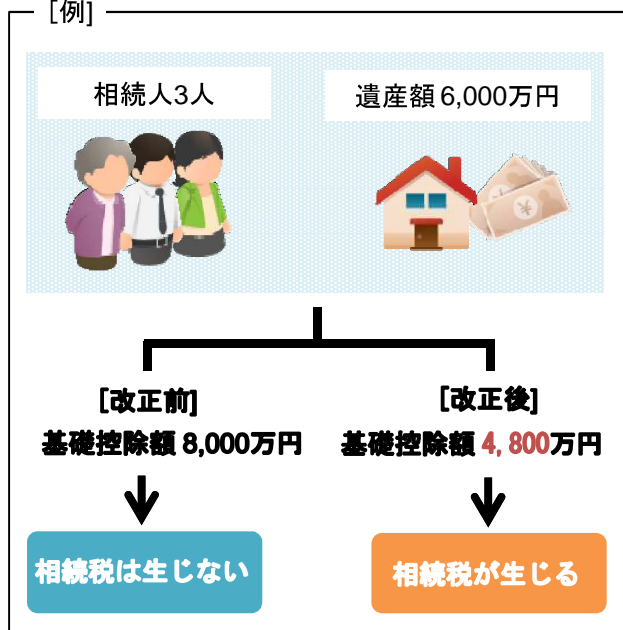 [例]
相続人3人
遺産額6,000万円
[改正前]
基礎控除額 8,000万円
[改正後]
基礎控除額 4,800万円
相続税は生じない
相続税が生じる